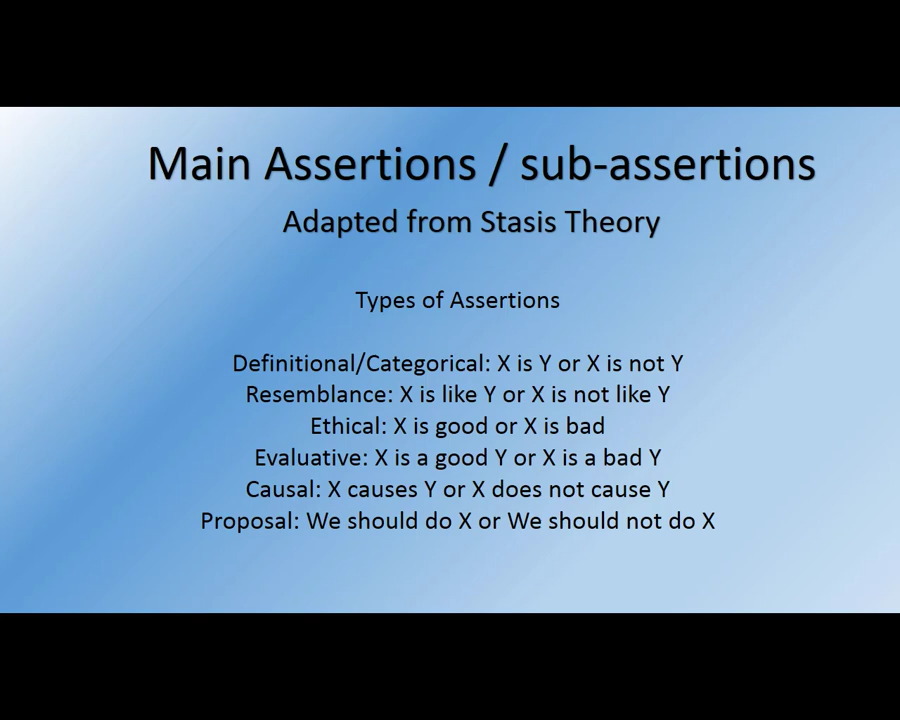 Main Assertions / sub-assertions
Adapted from Stasis Theory
Types of Assertions
Definitional/Categorical: X is Y or X is not Y
Resemblance: X is like Y or X is not like Y
Ethical: X is good or X is bad
Evaluative: X is a good Y or X is a bad Y
Causal: X causes Y or X does not cause Y
Proposal: We should do X or We should not do X